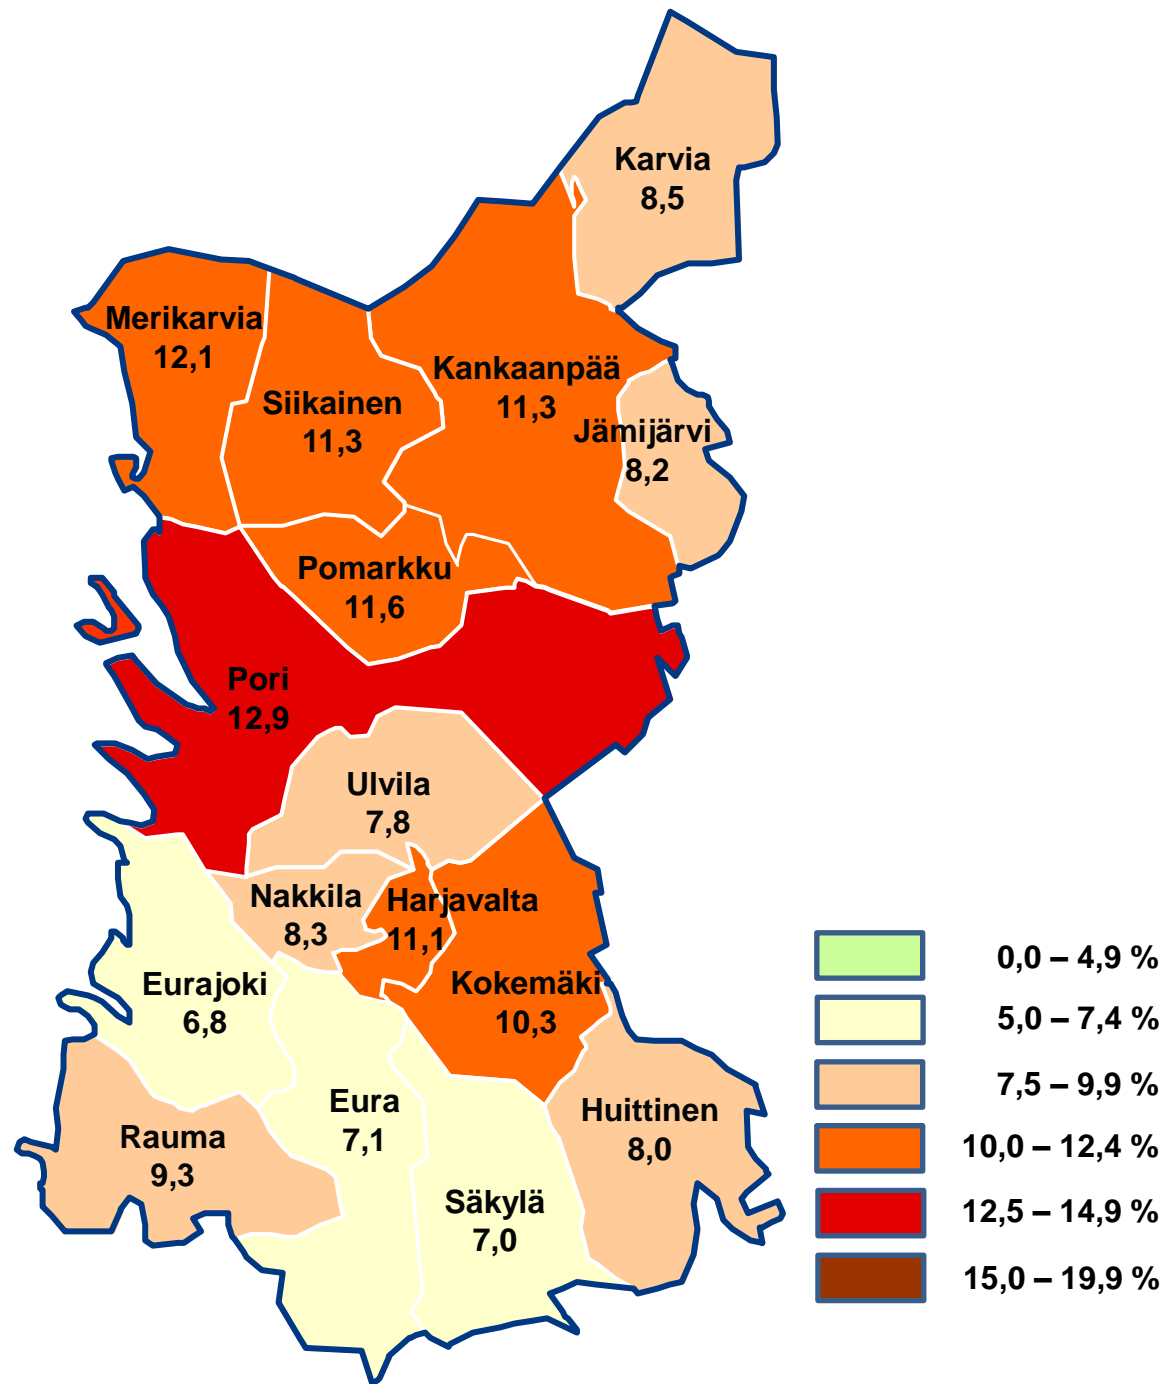 Karvia
8,5
Merikarvia
12,1
Siikainen
11,3
Kankaanpää
11,3
Jämijärvi
8,2
Pomarkku
11,6
Pori
12,9
Ulvila
7,8
Nakkila
8,3
Harjavalta
11,1
Eurajoki
6,8
Kokemäki
10,3
Eura
7,1
Huittinen
8,0
Rauma
9,3
Säkylä
7,0
0,0 – 4,9 %
5,0 – 7,4 %
7,5 – 9,9 %
10,0 – 12,4 %
12,5 – 14,9 %
15,0 – 19,9 %